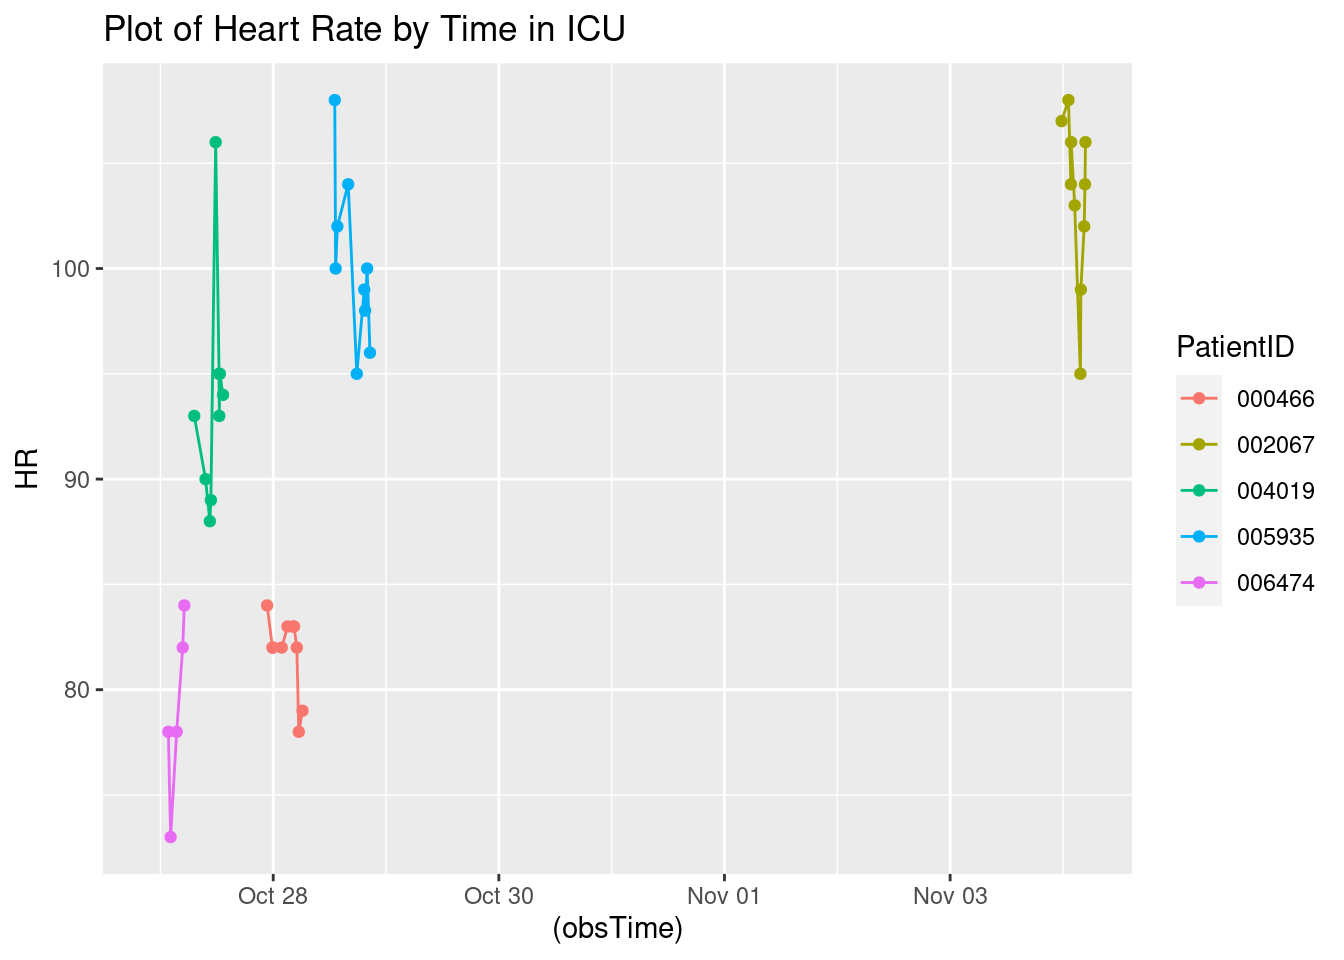 Plot of Heart Rate by Time in ICU
HR
100
90
80
Oct 28
Oct 30
Nov 01
Nov 03
(obsTime)
PatientID
000466
002067
004019
005935
006474